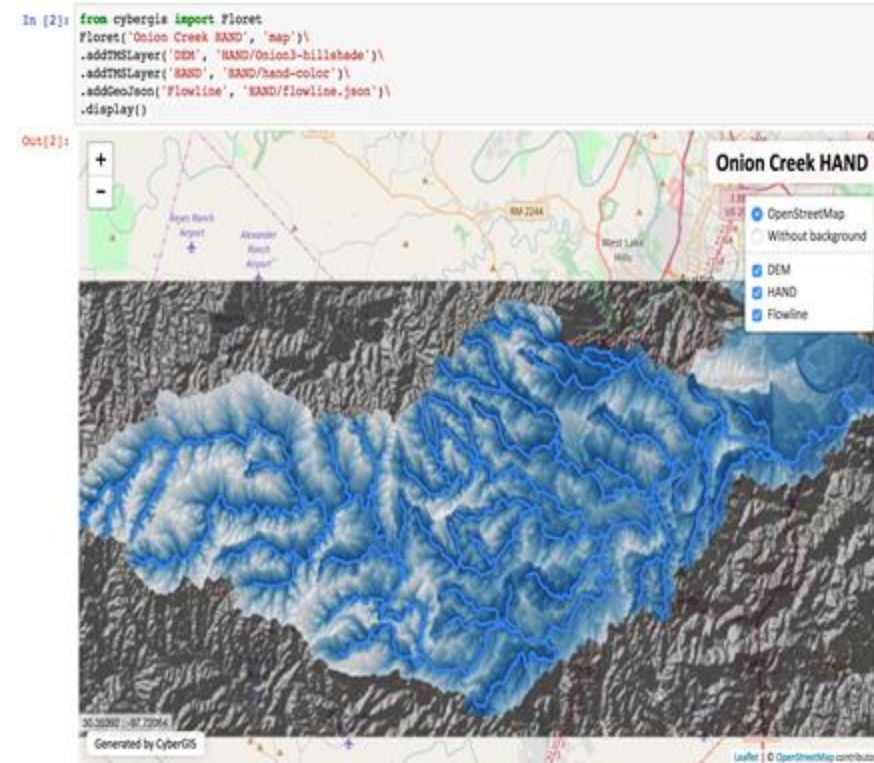 In [2]: from cybergis import Floret
Floret('Onion Creek HAND', 'map')\
.addTMSLayer('DEM', 'HAND/Onion3-hillshade')\
.addTMSLayer('HAND', 'HAND/hand-color')\
.addGeoJson('Flowline', 'HAND/flowline.json')\
.display()
Out[2]:
+
−
Onion Creek HAND
OpenStreetMap
Without background
DEM
HAND
Flowline
Reyes Ranch
Airport
Alexander
Ranch
Airport
RM 2244
West Lake
Hills
Generated by CyberGIS
Leaflet | © OpenStreetMap contributo